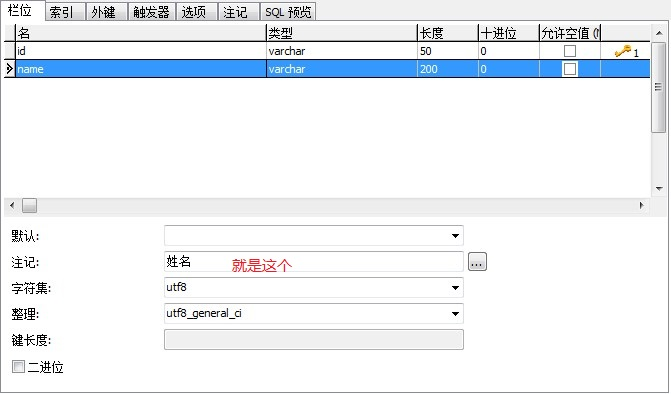 栏位 索引 外键 触发器 选项 注记 SQL 预览
名 类型 长度 十进位 允许空值 (
id varchar 50 0 1
name varchar 200 0
默认:
注记: 姓名 就是这个 ...
字符集: utf8
整理: utf8_general_ci
键长度:
二进位